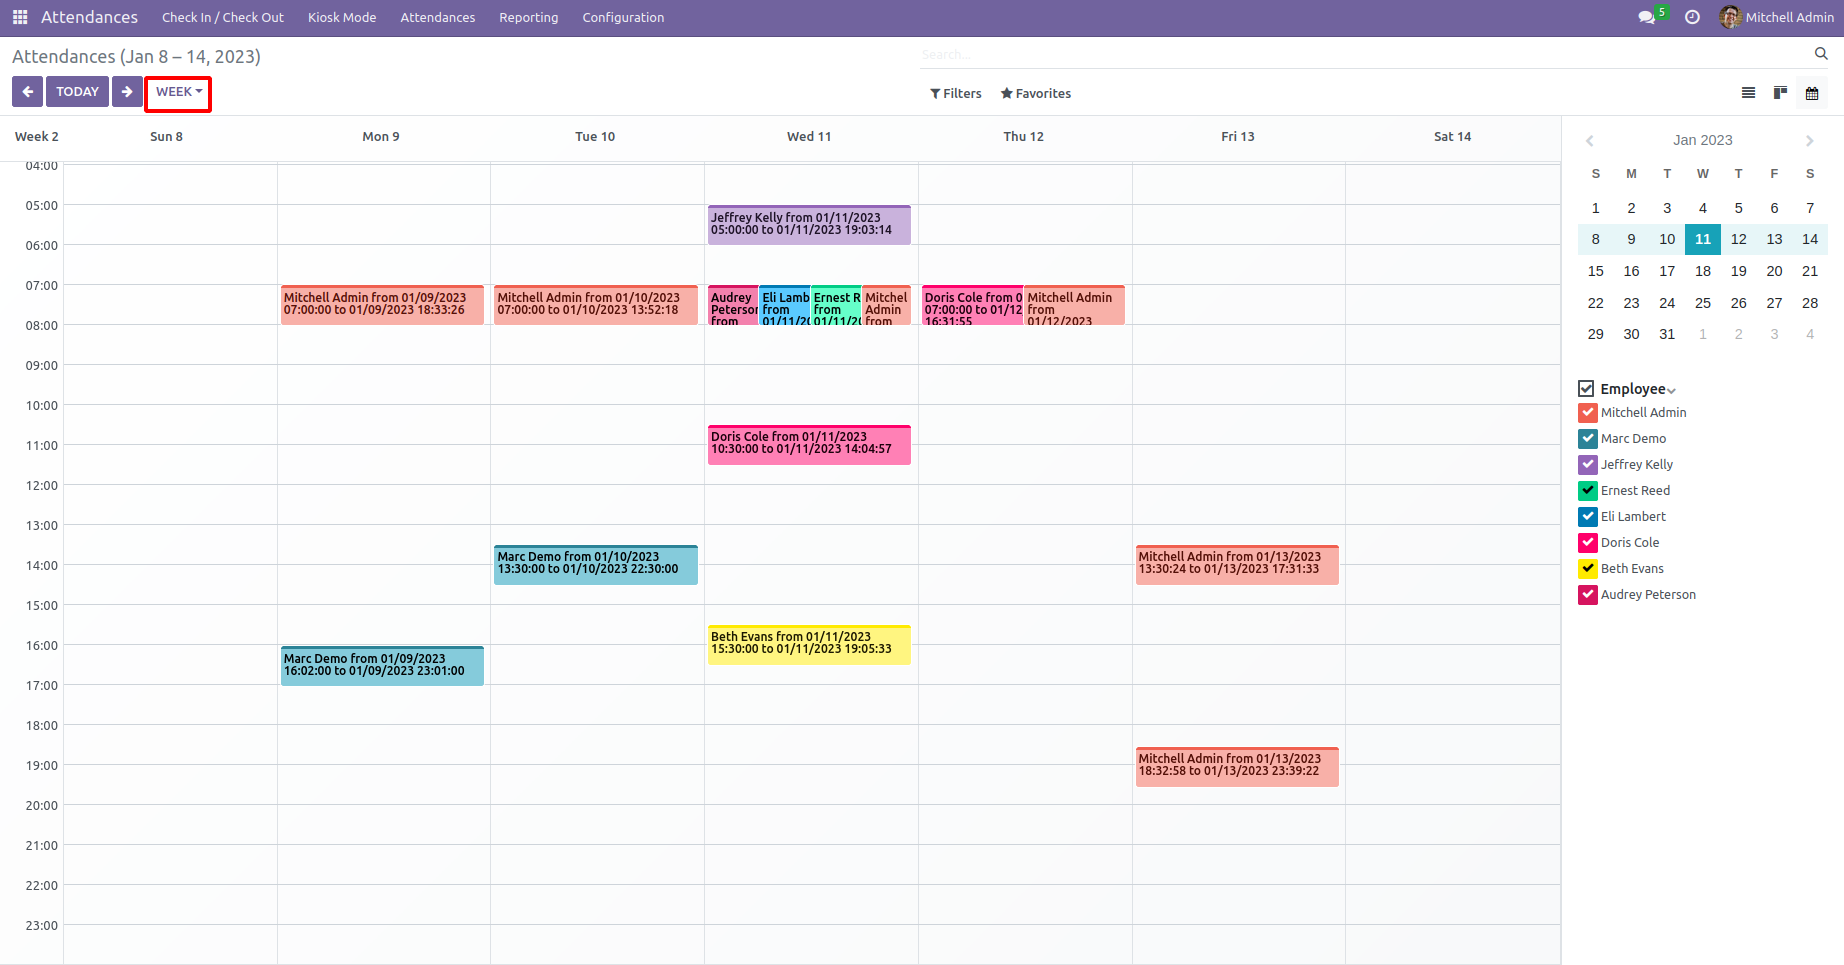 Attendances Check In / Check Out Kiosk Mode Attendances Reporting Configuration 5 Mitchell Admin
Attendances (Jan 8 – 14, 2023)
Search...
TODAY WEEK
Filters Favorites
Week 2 Sun 8 Mon 9 Tue 10 Wed 11 Thu 12 Fri 13 Sat 14
04:00
05:00
06:00
07:00
08:00
09:00
10:00
11:00
12:00
13:00
14:00
15:00
16:00
17:00
18:00
19:00
20:00
21:00
22:00
23:00
Mitchell Admin from 01/09/2023
07:00:00 to 01/09/2023 18:33:26
Marc Demo from 01/09/2023
16:02:00 to 01/09/2023 23:01:00
Mitchell Admin from 01/10/2023
07:00:00 to 01/10/2023 13:52:18
Marc Demo from 01/10/2023
13:30:00 to 01/10/2023 22:30:00
Jeffrey Kelly from 01/11/2023
05:00:00 to 01/11/2023 19:03:14
Audrey
Peterson
from
Eli Lamb
from
01/11/20
Ernest R
from
01/11/20
Mitchel
Admin
from
Doris Cole from 01/11/2023
10:30:00 to 01/11/2023 14:04:57
Beth Evans from 01/11/2023
15:30:00 to 01/11/2023 19:05:33
Doris Cole from 0
07:00:00 to 01/12
16:31:55
Mitchell Admin
from
01/12/2023
Mitchell Admin from 01/13/2023
13:30:24 to 01/13/2023 17:31:33
Mitchell Admin from 01/13/2023
18:32:58 to 01/13/2023 23:39:22
Jan 2023
S M T W T F S
1 2 3 4 5 6 7
8 9 10 11 12 13 14
15 16 17 18 19 20 21
22 23 24 25 26 27 28
29 30 31 1 2 3 4
Employee
Mitchell Admin
Marc Demo
Jeffrey Kelly
Ernest Reed
Eli Lambert
Doris Cole
Beth Evans
Audrey Peterson